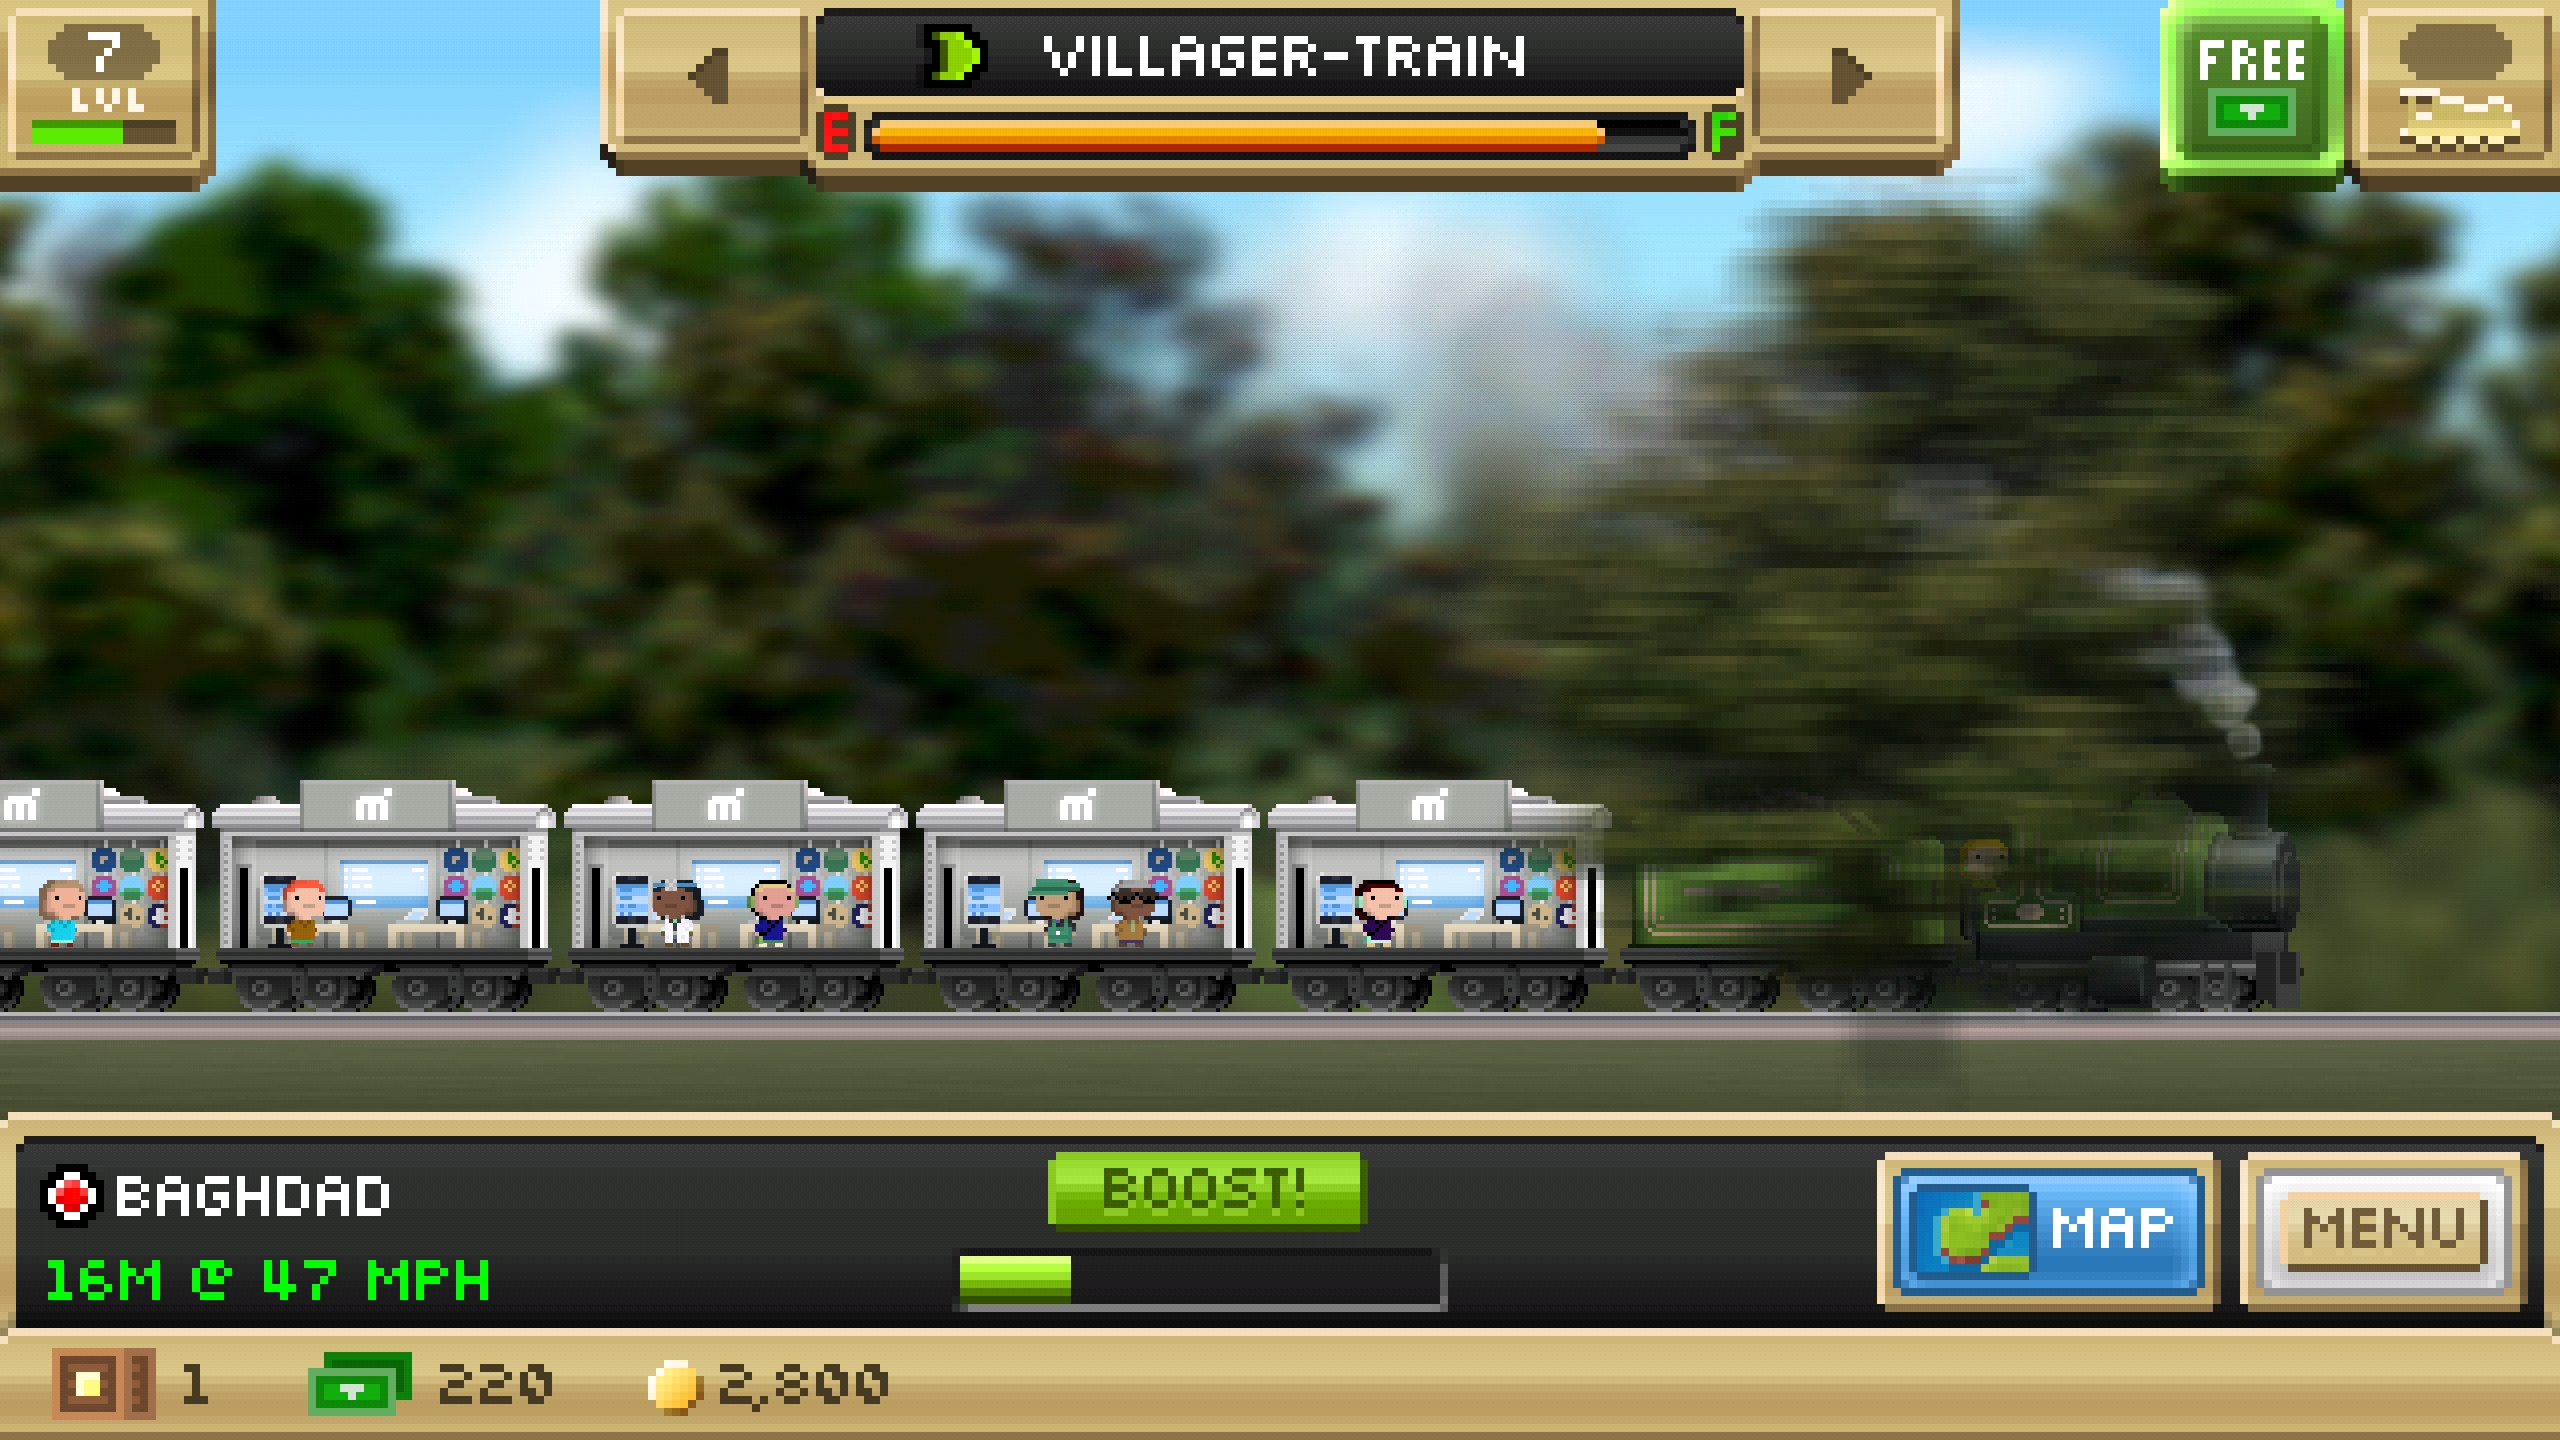 7
LVL
VILLAGER-TRAIN
E F
FREE
m
m
m
m
m
BAGHDAD
16M @ 47 MPH
BOOST!
MAP
MENU
1
220
2,800